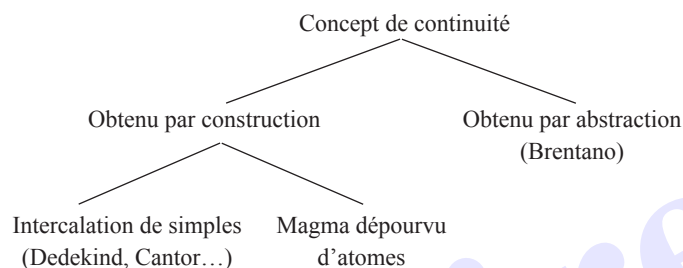 Concept de continuité
Obtenu par construction
Obtenu par abstraction
(Brentano)
Intercalation de simples
(Dedekind, Cantor…)
Magma dépourvu
d'atomes